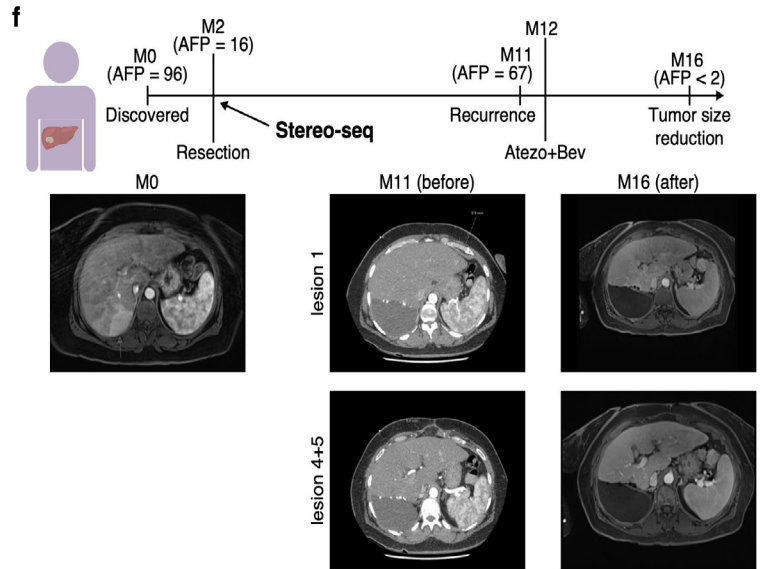 f
M0
(AFP = 96)
M2
(AFP = 16)
M11
(AFP = 67)
M12
M16
(AFP < 2)
Discovered
Resection
Stereo-seq
Recurrence
Atezo+Bev
Tumor size
reduction
M0
M11 (before)
M16 (after)
lesion 1
lesion 4+5